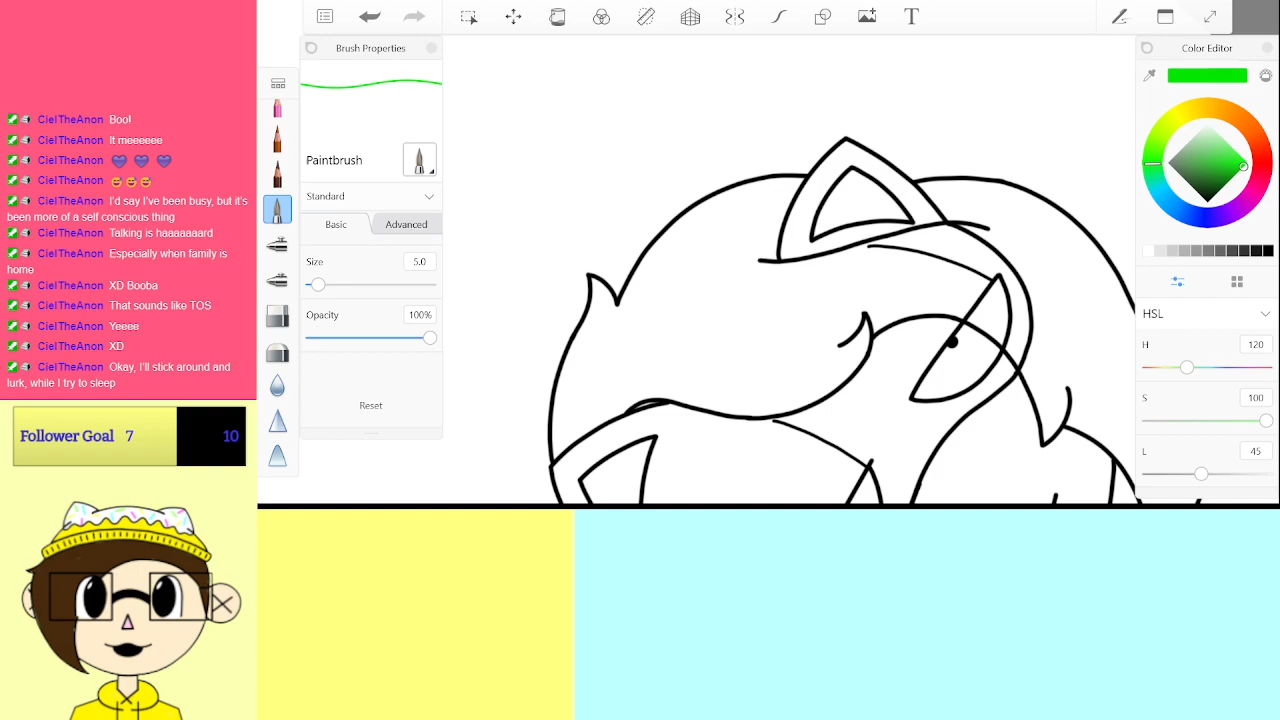 CielTheAnon Boo!
CielTheAnon It meeeeee
CielTheAnon 💜 💜 💜
CielTheAnon 😅 😅 😅
CielTheAnon I'd say I've been busy, but it's
been more of a self conscious thing
CielTheAnon Talking is haaaaaard
CielTheAnon Especially when family is
home
CielTheAnon XD Booba
CielTheAnon That sounds like TOS
CielTheAnon Yeeee
CielTheAnon XD
CielTheAnon Okay, I'll stick around and
lurk, while I try to sleep
Follower Goal 7 10
Brush Properties
Paintbrush
Standard
Basic Advanced
Size 5.0
Opacity 100%
Reset
T
Color Editor
HSL
H 120
S 100
L 45